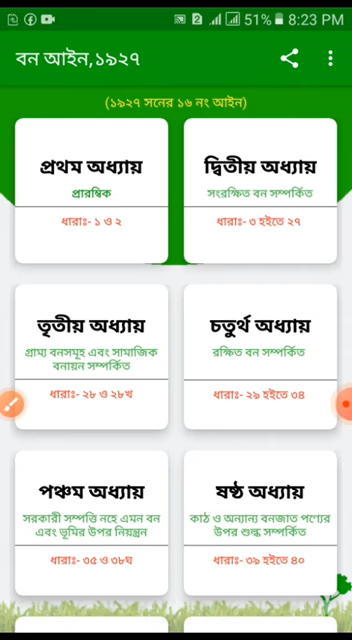 51% 8:23 PM
বন আইন,১৯২৭
(১৯২৭ সনের ১৬ নং আইন)
প্রথম অধ্যায়
প্রারম্বিক
ধারাঃ- ১ ও ২
দ্বিতীয় অধ্যায়
সংরক্ষিত বন সম্পর্কিত
ধারাঃ- ৩ হইতে ২৭
তৃতীয় অধ্যায়
গ্রাম্য বনসমূহ এবং সামাজিক
বনায়ন সম্পর্কিত
ধারাঃ- ২৮ ও ২৮খ
চতুর্থ অধ্যায়
রক্ষিত বন সম্পর্কিত
ধারাঃ- ২৯ হইতে ৩৪
পঞ্চম অধ্যায়
সরকারী সম্পত্তি নহে এমন বন
এবং ভূমির উপর নিয়ন্ত্রন
ধারাঃ- ৩৫ ও ৩৮ঘ
ষষ্ঠ অধ্যায়
কাঠ ও অন্যান্য বনজাত পণ্যের
উপর শুল্ক সম্পর্কিত
ধারাঃ- ৩৯ হইতে ৪০